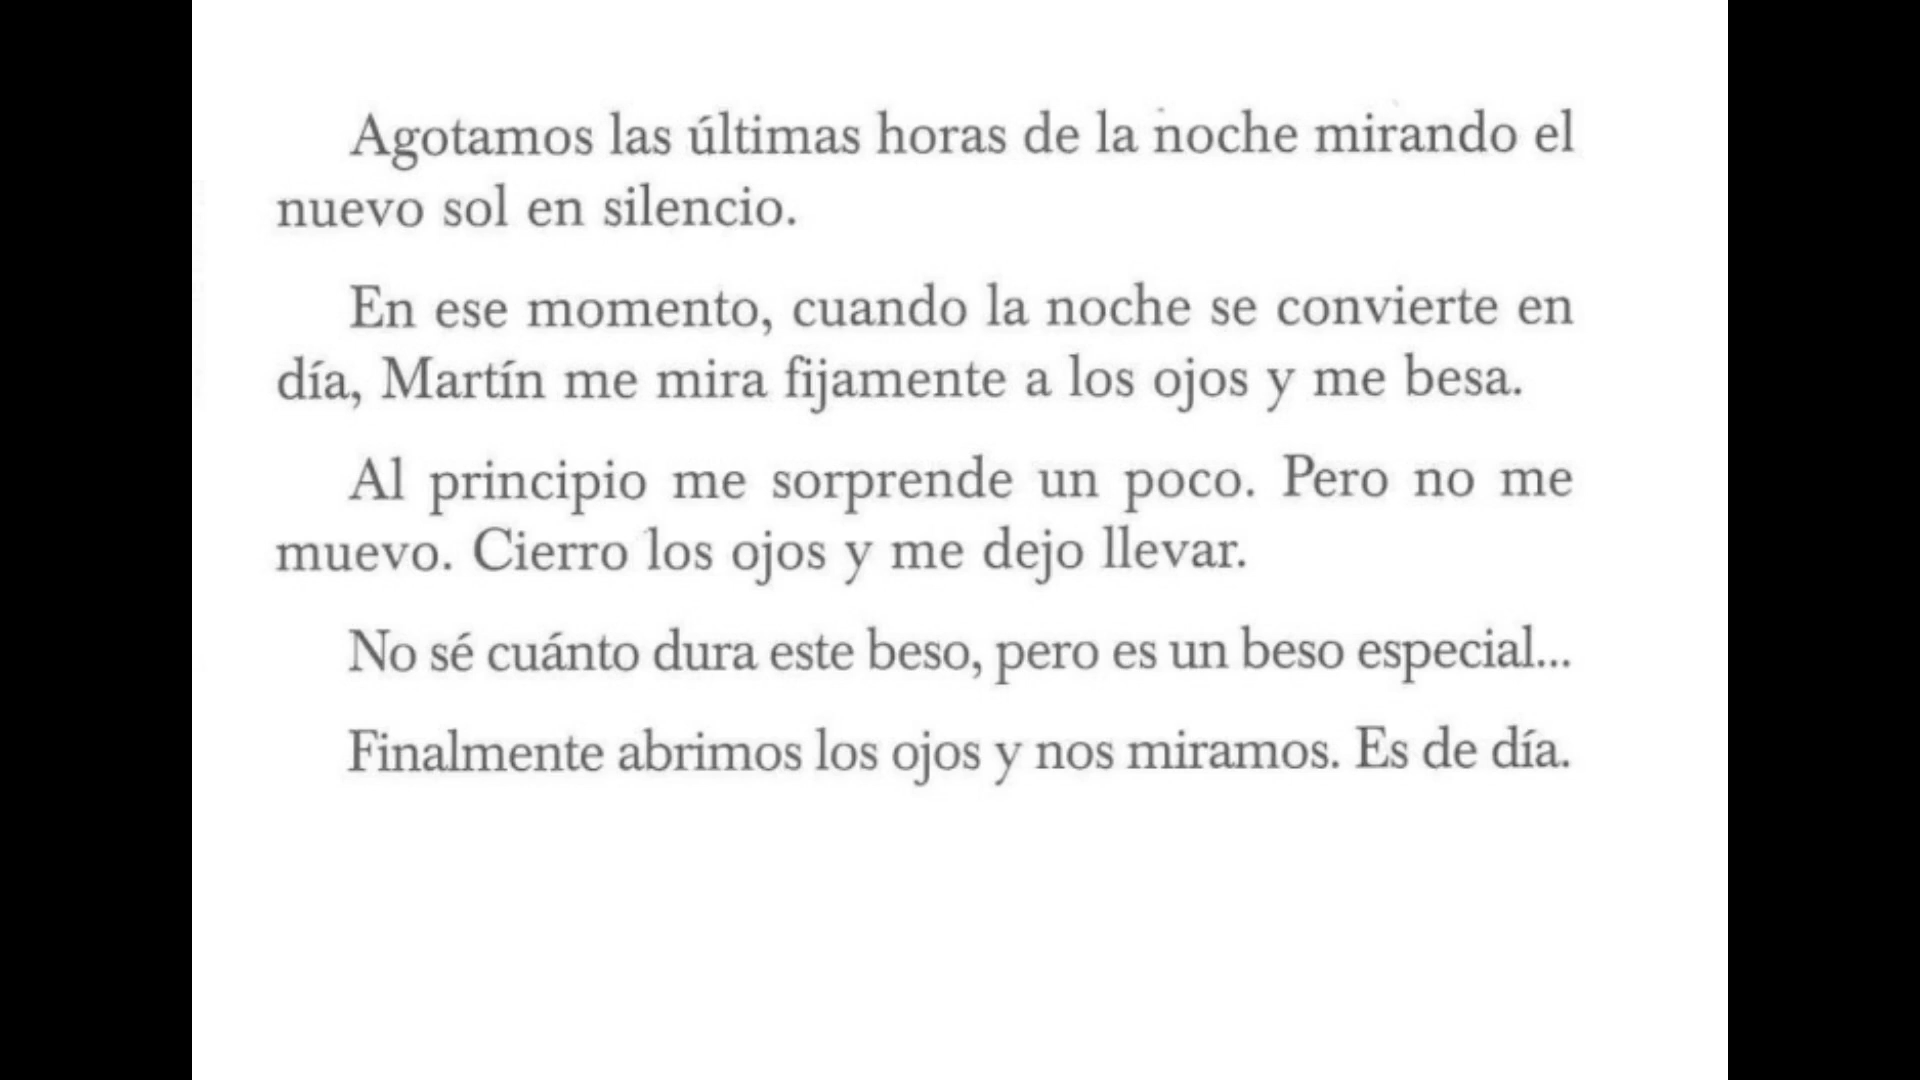 Agotamos las últimas horas de la noche mirando el
nuevo sol en silencio.
En ese momento, cuando la noche se convierte en
día, Martín me mira fijamente a los ojos y me besa.
Al principio me sorprende un poco. Pero no me
muevo. Cierro los ojos y me dejo llevar.
No sé cuánto dura este beso, pero es un beso especial...
Finalmente abrimos los ojos y nos miramos. Es de día.